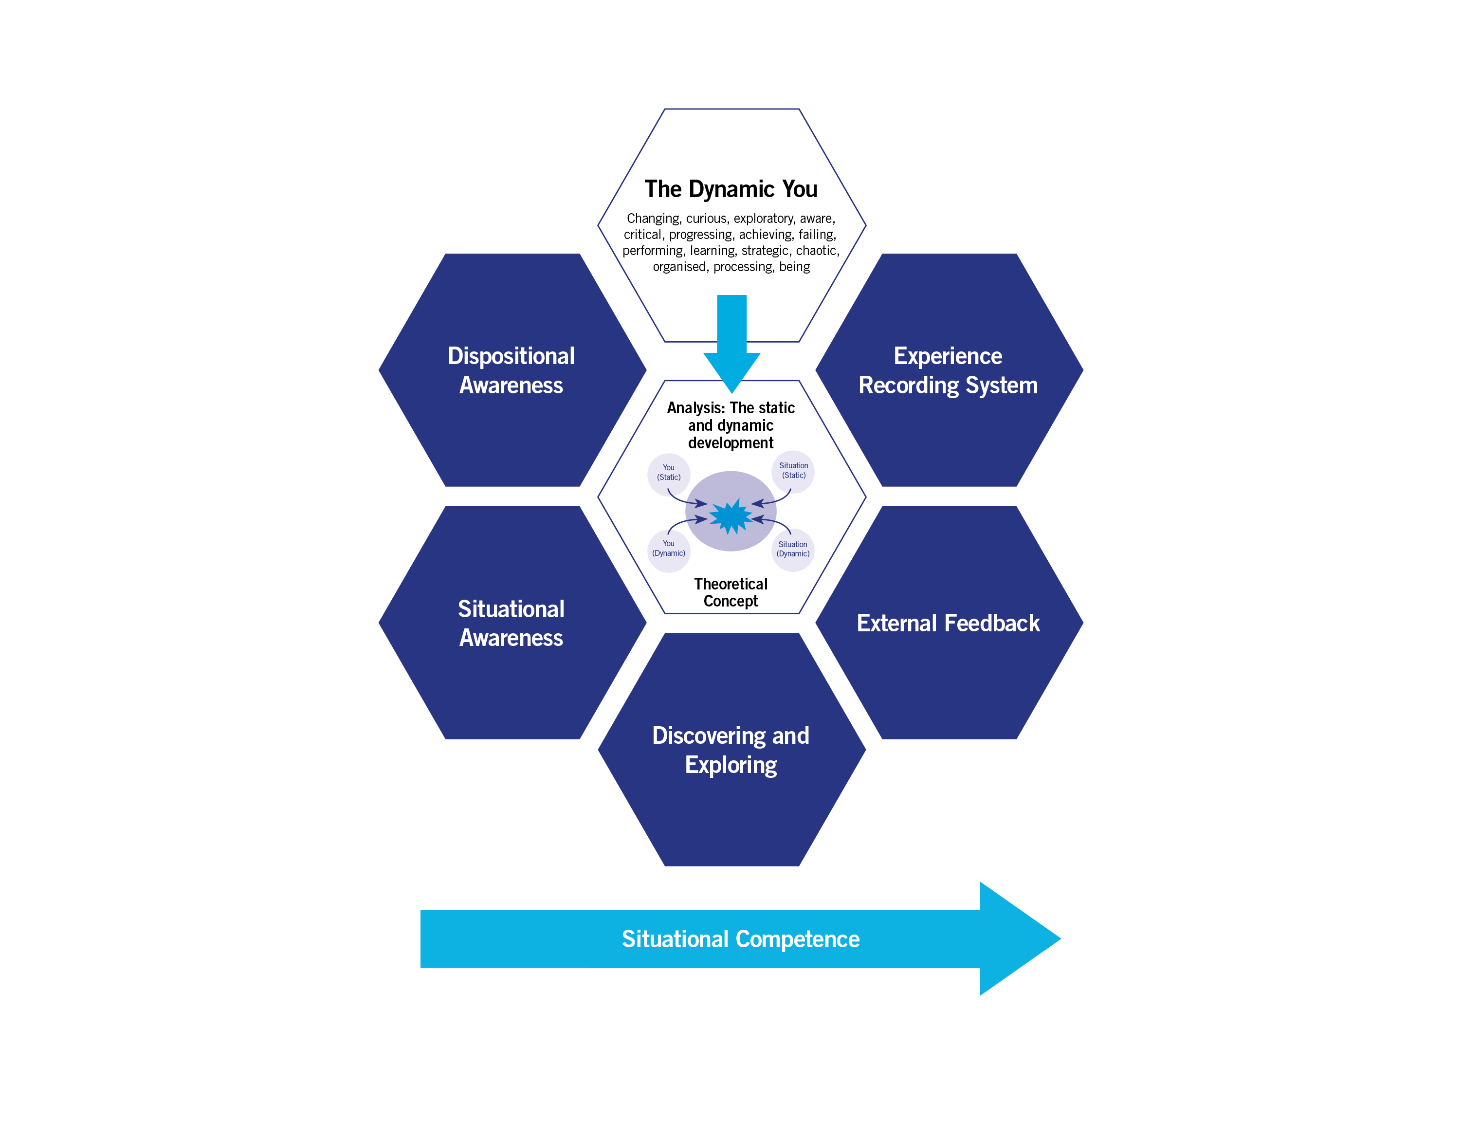 The Dynamic You
Changing, curious, exploratory, aware,
critical, progressing, achieving, failing,
performing, learning, strategic, chaotic,
organised, processing, being
Dispositional
Awareness
Experience
Recording System
Analysis: The static
and dynamic
development
You
(Static)
Situation
(Static)
You
(Dynamic)
Situation
(Dynamic)
Theoretical
Concept
Situational
Awareness
External Feedback
Discovering and
Exploring
Situational Competence